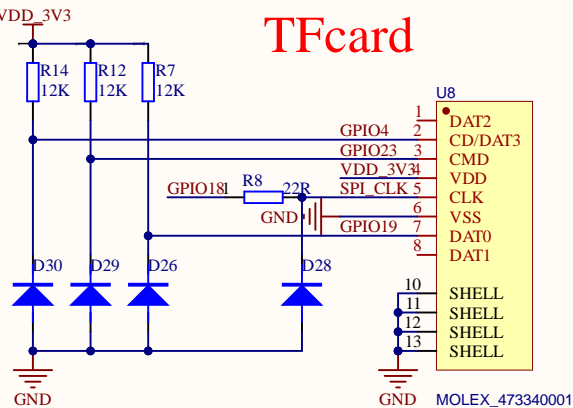 TFcard
VDD_3V3
R14
12K
R12
12K
R7
12K
U8
GPIO4
GPIO23
VDD_3V3
GPIO18
1
R8
22R
SPI_CLK
GND
GPIO19
1 DAT2
2 CD/DAT3
3 CMD
4 VDD
5 CLK
6 VSS
7 DAT0
8 DAT1
10 SHELL
11 SHELL
12 SHELL
13 SHELL
D30
D29
D26
D28
GND
GND
MOLEX_473340001